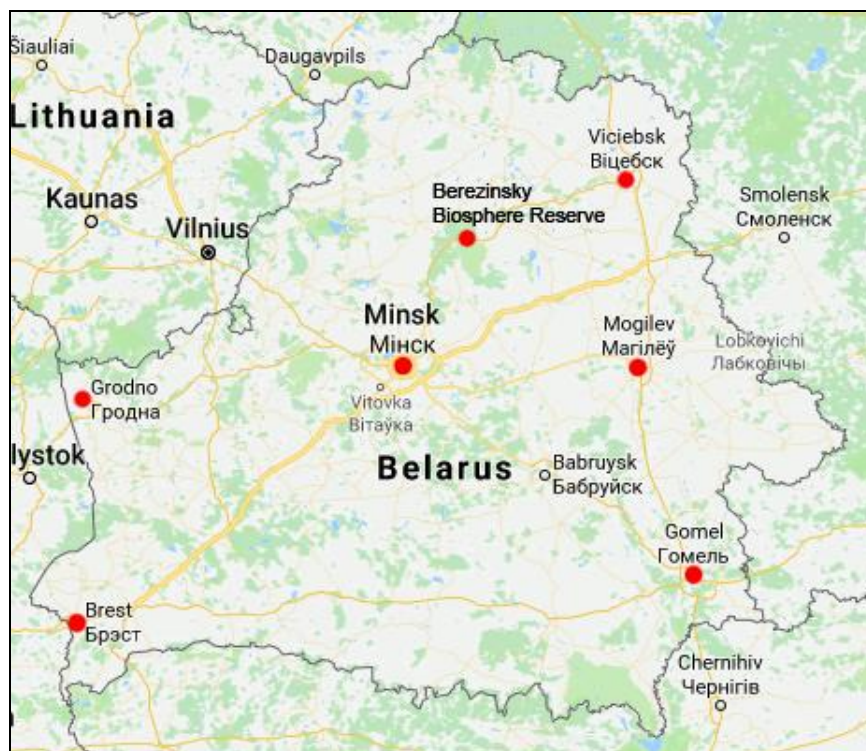 Šiauliai
Daugavpils
Lithuania
Viciebsk
Віцебск
Berezinsky
Biosphere Reserve
Kaunas
Smolensk
Смоленск
Vilnius
Minsk
Мінск
Mogilev
Магілёў
Lobkovichi
Лабковічы
Grodno
Гродна
Vitovka
Вітаўка
lystok
Belarus
Babruysk
Бабруйск
Gomel
Гомель
Brest
Брэст
Chernihiv
Чернігів